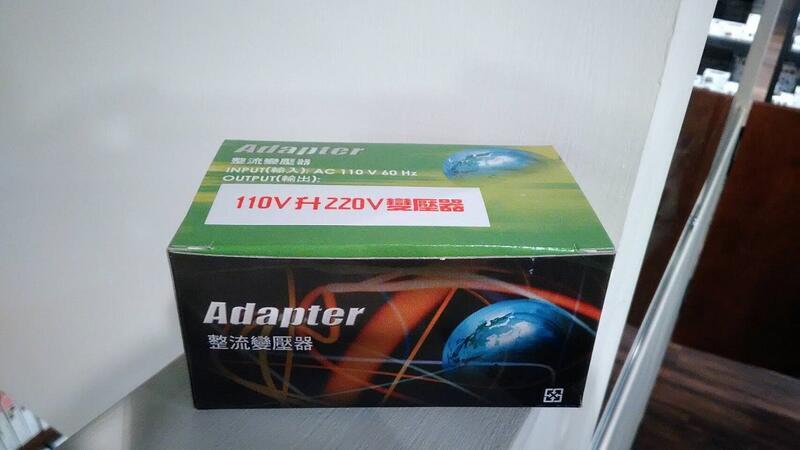 Adapter
整流變壓器
INPUT(輸入): AC 110 V 60 Hz
OUTPUT(輸出):
110V升220V變壓器
Adapter
整流變壓器